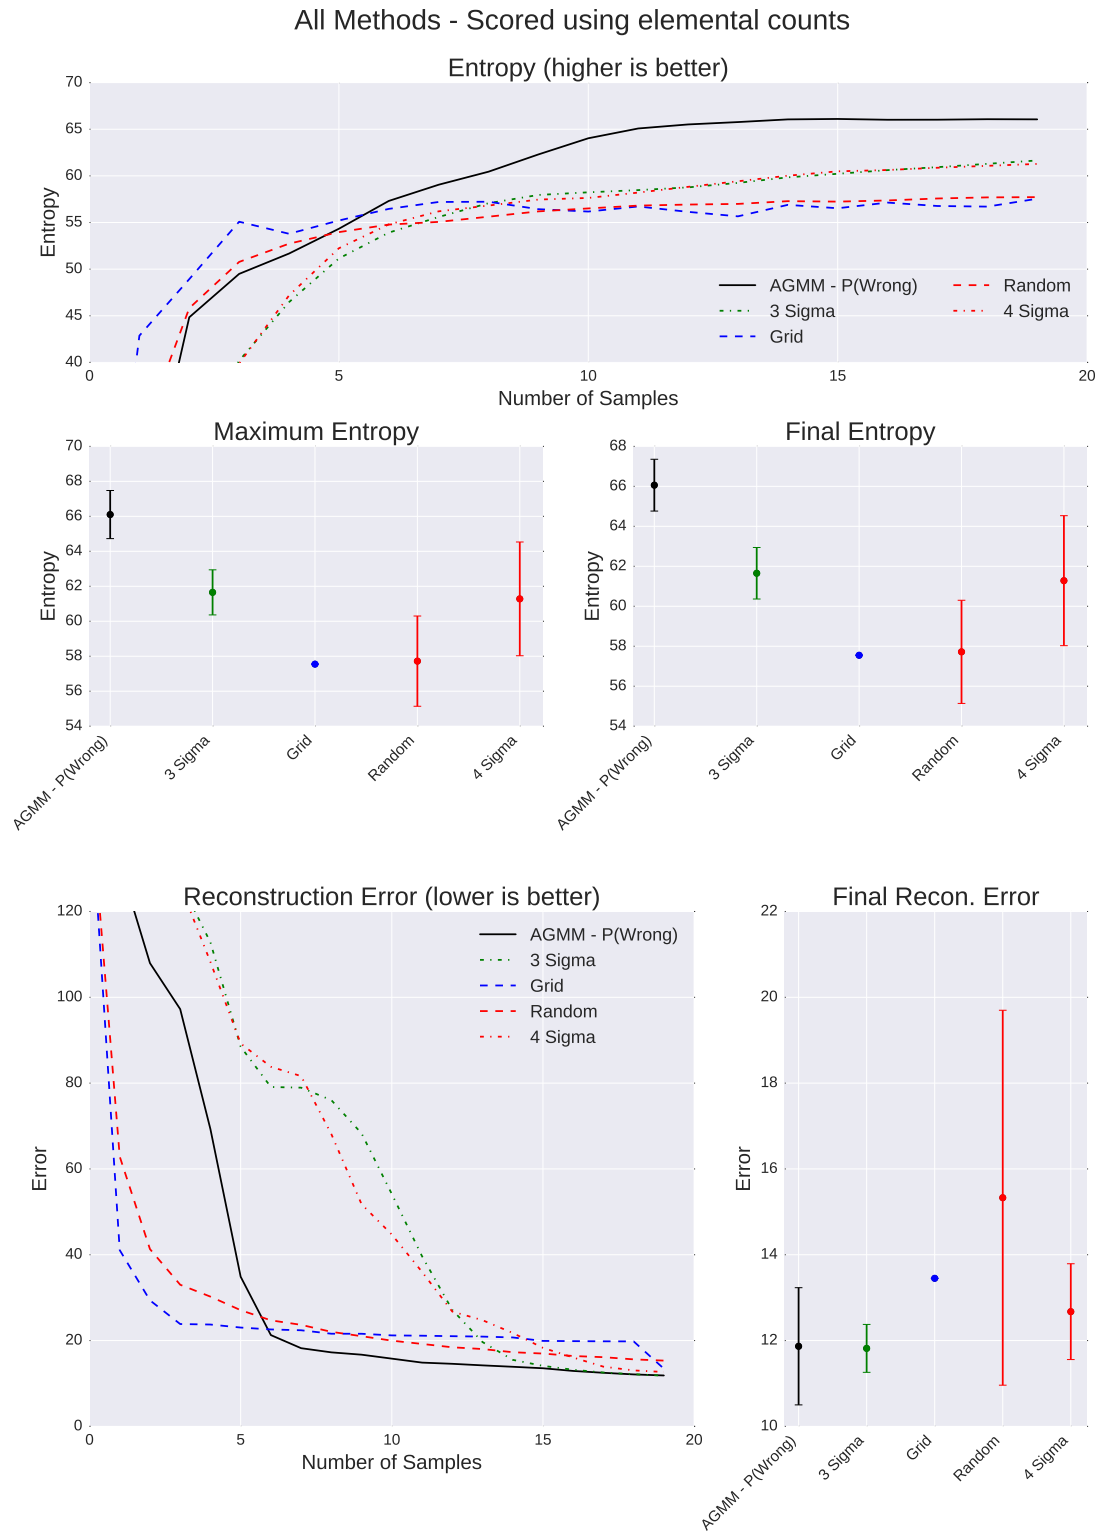 All Methods - Scored using elemental counts
Entropy (higher is better)
70
65
60
55
50
45
40
Entropy
AGMM - P(Wrong)
3 Sigma
Grid
Random
4 Sigma
0 5 10 15 20
Number of Samples
Maximum Entropy
70
68
66
64
62
60
58
56
54
Entropy
AGMM - P(Wrong)
3 Sigma
Grid
Random
4 Sigma
Final Entropy
68
66
64
62
60
58
56
54
Entropy
AGMM - P(Wrong)
3 Sigma
Grid
Random
4 Sigma
Reconstruction Error (lower is better)
120
100
80
60
40
20
0
Error
AGMM - P(Wrong)
3 Sigma
Grid
Random
4 Sigma
0 5 10 15 20
Number of Samples
Final Recon. Error
22
20
18
16
14
12
10
Error
AGMM - P(Wrong)
3 Sigma
Grid
Random
4 Sigma